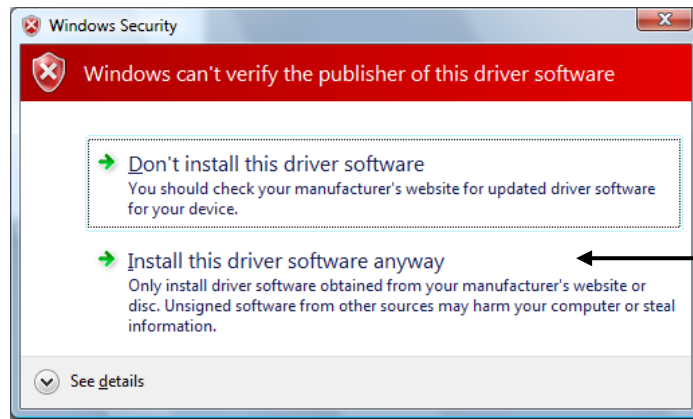 Windows Security
Windows can't verify the publisher of this driver software
Don't install this driver software
You should check your manufacturer's website for updated driver software
for your device.
Install this driver software anyway
Only install driver software obtained from your manufacturer's website or
disc. Unsigned software from other sources may harm your computer or steal
information.
See details